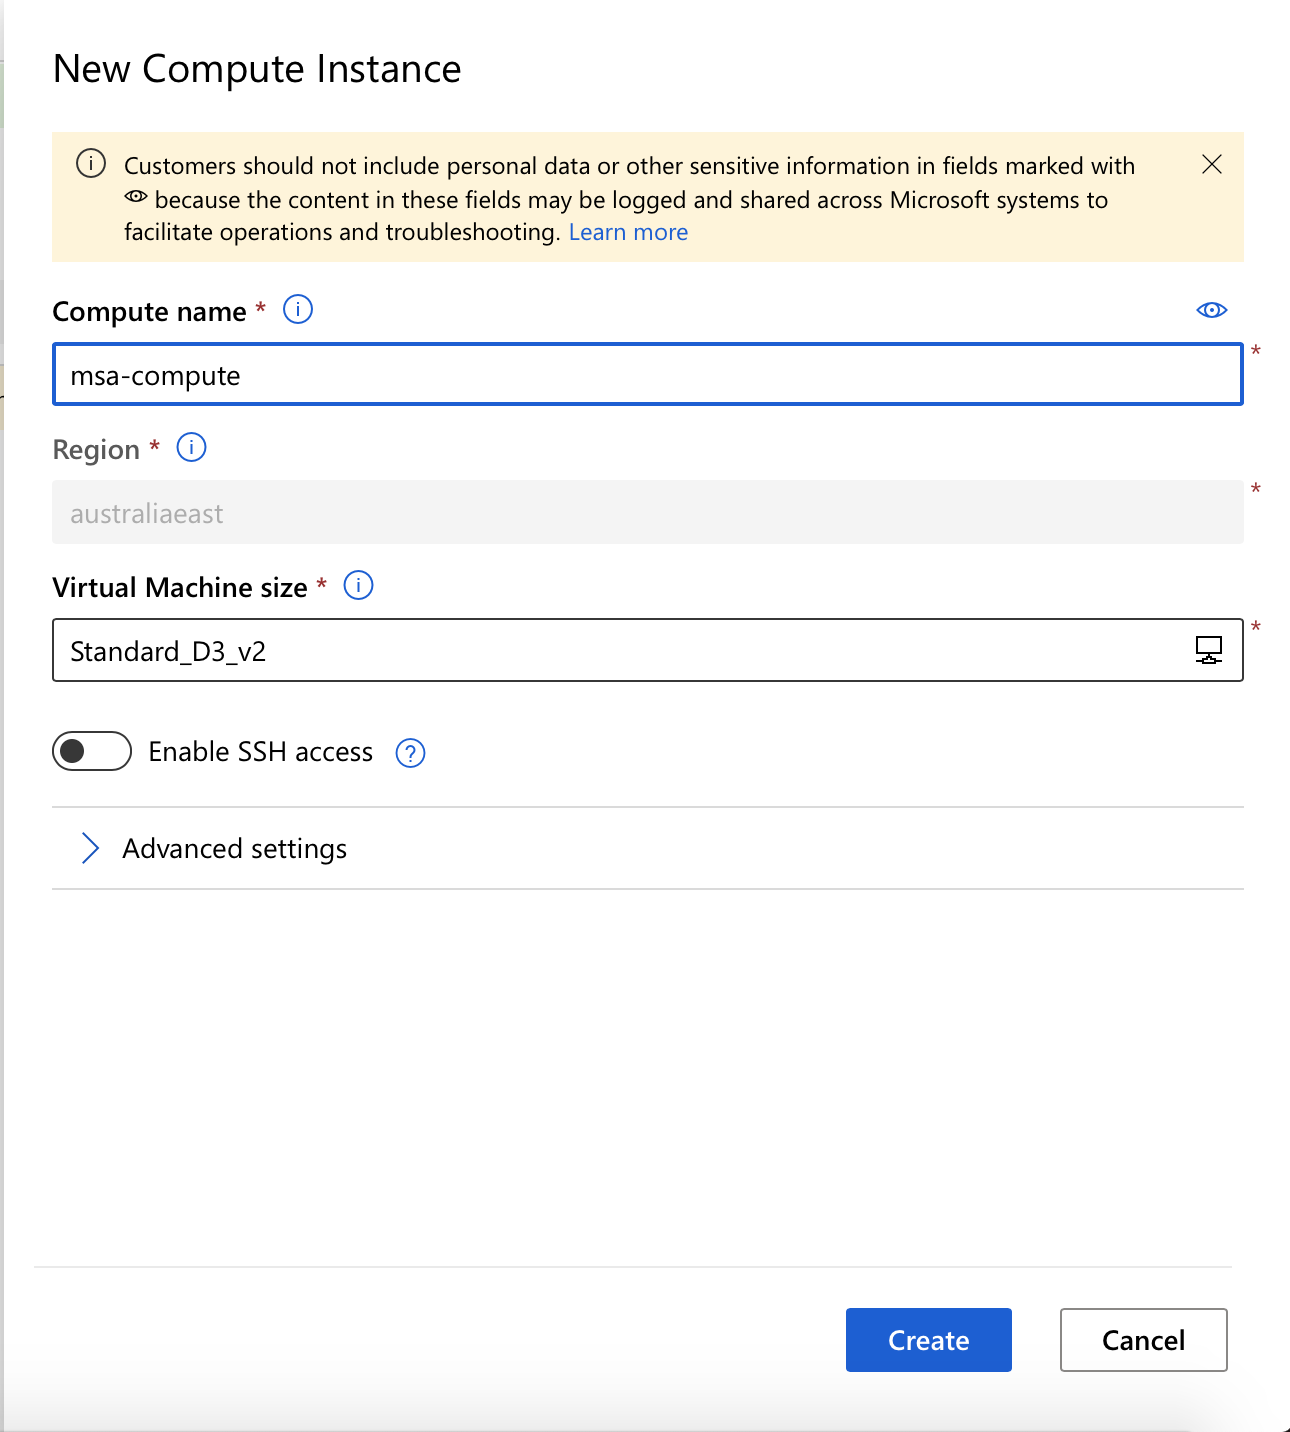 New Compute Instance
Customers should not include personal data or other sensitive information in fields marked with
because the content in these fields may be logged and shared across Microsoft systems to
facilitate operations and troubleshooting. Learn more
Compute name *
*
msa-compute
Region *
*
australiaeast
Virtual Machine size *
*
Standard_D3_v2
Enable SSH access
Advanced settings
Create Cancel